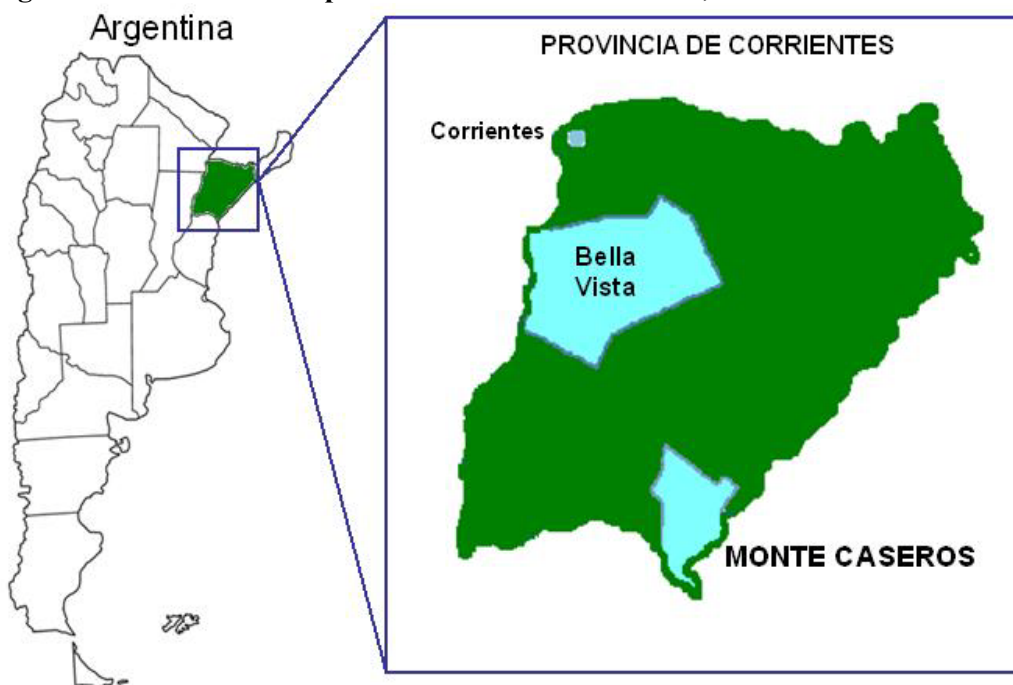 Argentina
PROVINCIA DE CORRIENTES
Corrientes
Bella
Vista
MONTE CASEROS